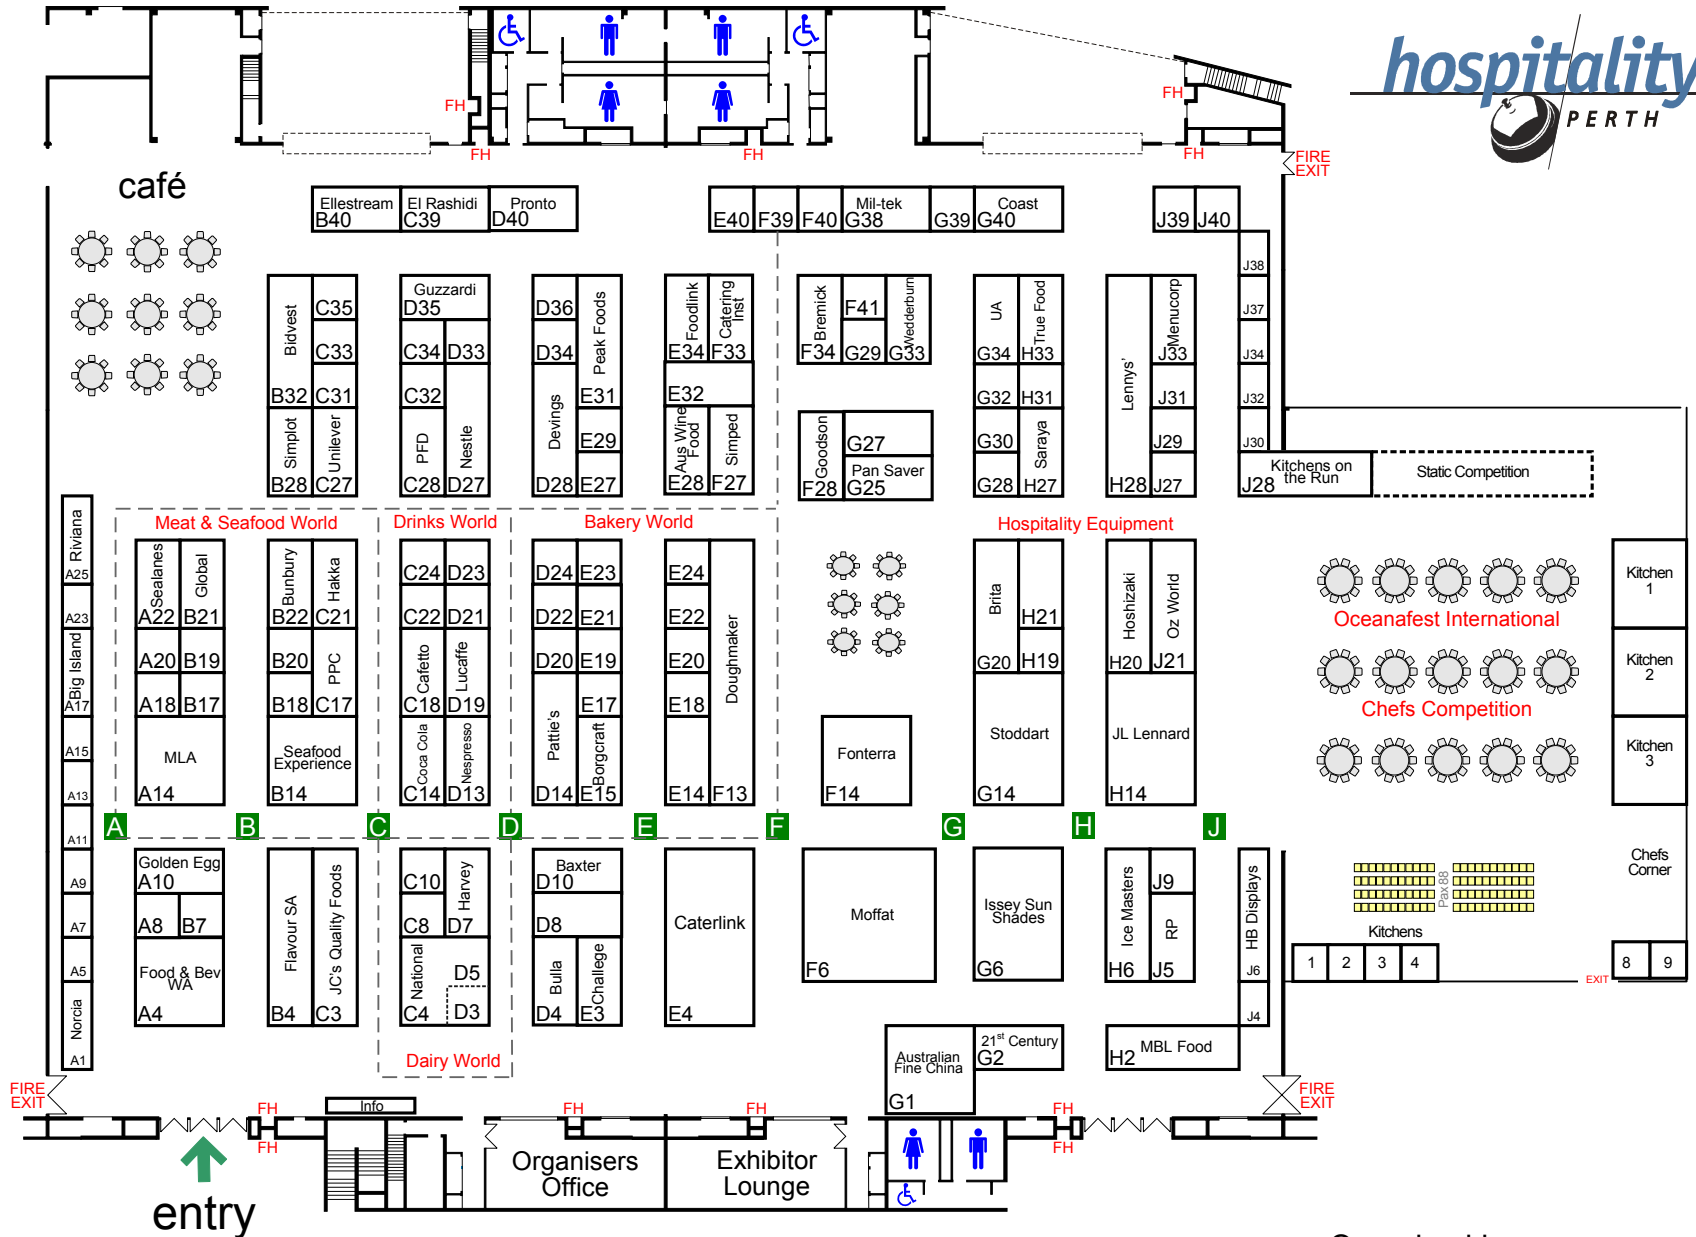 hospitality
PERTH
FH
FH
FH
FH
FH
FIRE
EXIT
café
Ellestream
B40
El Rashidi
C39
Pronto
D40
E40
F39
F40
Mil-tek
G38
G39
Coast
G40
J39
J40
J38
J37
J34
J32
J30
Bidvest
B32
C35
C33
C31
Simplot
B28
Unilever
C27
Guzzardi
D35
C34
D33
C32
PFD
C28
Nestle
D27
D36
D34
Peak Foods
E31
Devings
D28
E29
E27
Foodlink
E34
Catering
Inst
F33
E32
Aus Wine
Food
E28
Simped
F27
Bremick
F34
F41
G29
Wedderburn
G33
Goodson
F28
G27
Pan Saver
G25
UA
G34
True Food
H33
G32
H31
G30
Saraya
G28
H27
Lennys'
H28
Menucorp
J33
J31
J29
J27
Kitchens on
the Run
J28
Static Competition
Meat & Seafood World
Drinks World
Bakery World
Hospitality Equipment
Riviana
A25
A23
Big Island
A17
A15
A13
A11
A9
A7
A5
Norcia
A1
Sealanes
A22
Global
B21
A20
B19
A18
B17
MLA
A14
Bunbury
B22
Hakka
C21
B20
PPC
B18
C17
Seafood
Experience
B14
C24
D23
C22
D21
Cafetto
C18
Lucaffe
D19
Coca Cola
C14
Nespresso
D13
D24
E23
D22
E21
D20
E19
Pattie's
D14
E17
Borgcraft
E15
E24
E22
E20
E18
E14
Doughmaker
F13
Fonterra
F14
Brita
G20
H21
H19
Stoddart
G14
Hoshizaki
H20
Oz World
J21
JL Lennard
H14
Oceanafest International
Chefs Competition
Kitchen
1
Kitchen
2
Kitchen
3
A
B
C
D
E
F
G
H
J
Golden Egg
A10
A8
B7
Food & Bev
WA
A4
Flavour SA
B4
JC's Quality Foods
C3
C10
Harvey
D7
C8
National
C4
D5
D3
Dairy World
Baxter
D10
D8
Bulla
D4
Challege
E3
Caterlink
E4
Moffat
F6
Issey Sun
Shades
G6
Ice Masters
H6
J9
RP
J5
HB Displays
J6
J4
Pax 88
Chefs
Corner
Kitchens
1
2
3
4
8
9
EXIT
Australian
Fine China
G1
21st Century
G2
MBL Food
H2
FIRE
EXIT
FIRE
EXIT
FH
FH
Info
FH
FH
FH
FH
Organisers
Office
Exhibitor
Lounge
entry